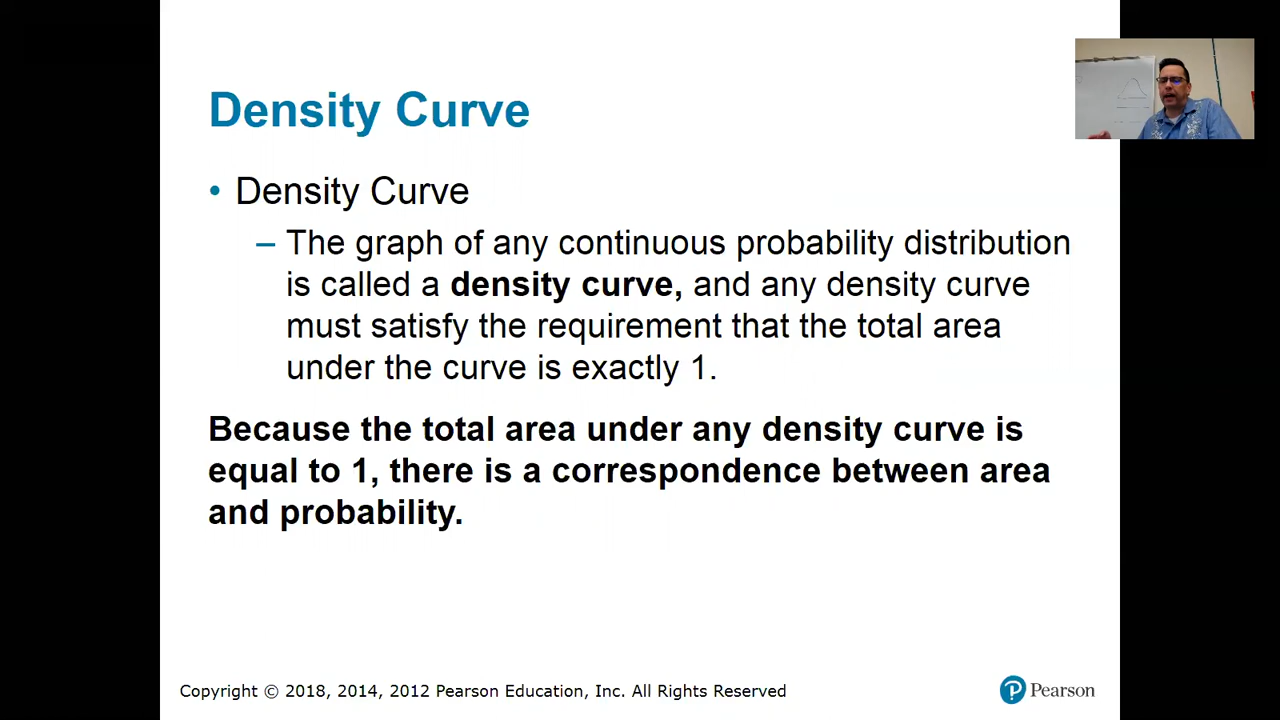 Density Curve
• Density Curve
– The graph of any continuous probability distribution
is called a density curve, and any density curve
must satisfy the requirement that the total area
under the curve is exactly 1.
Because the total area under any density curve is
equal to 1, there is a correspondence between area
and probability.
Copyright © 2018, 2014, 2012 Pearson Education, Inc. All Rights Reserved
P Pearson